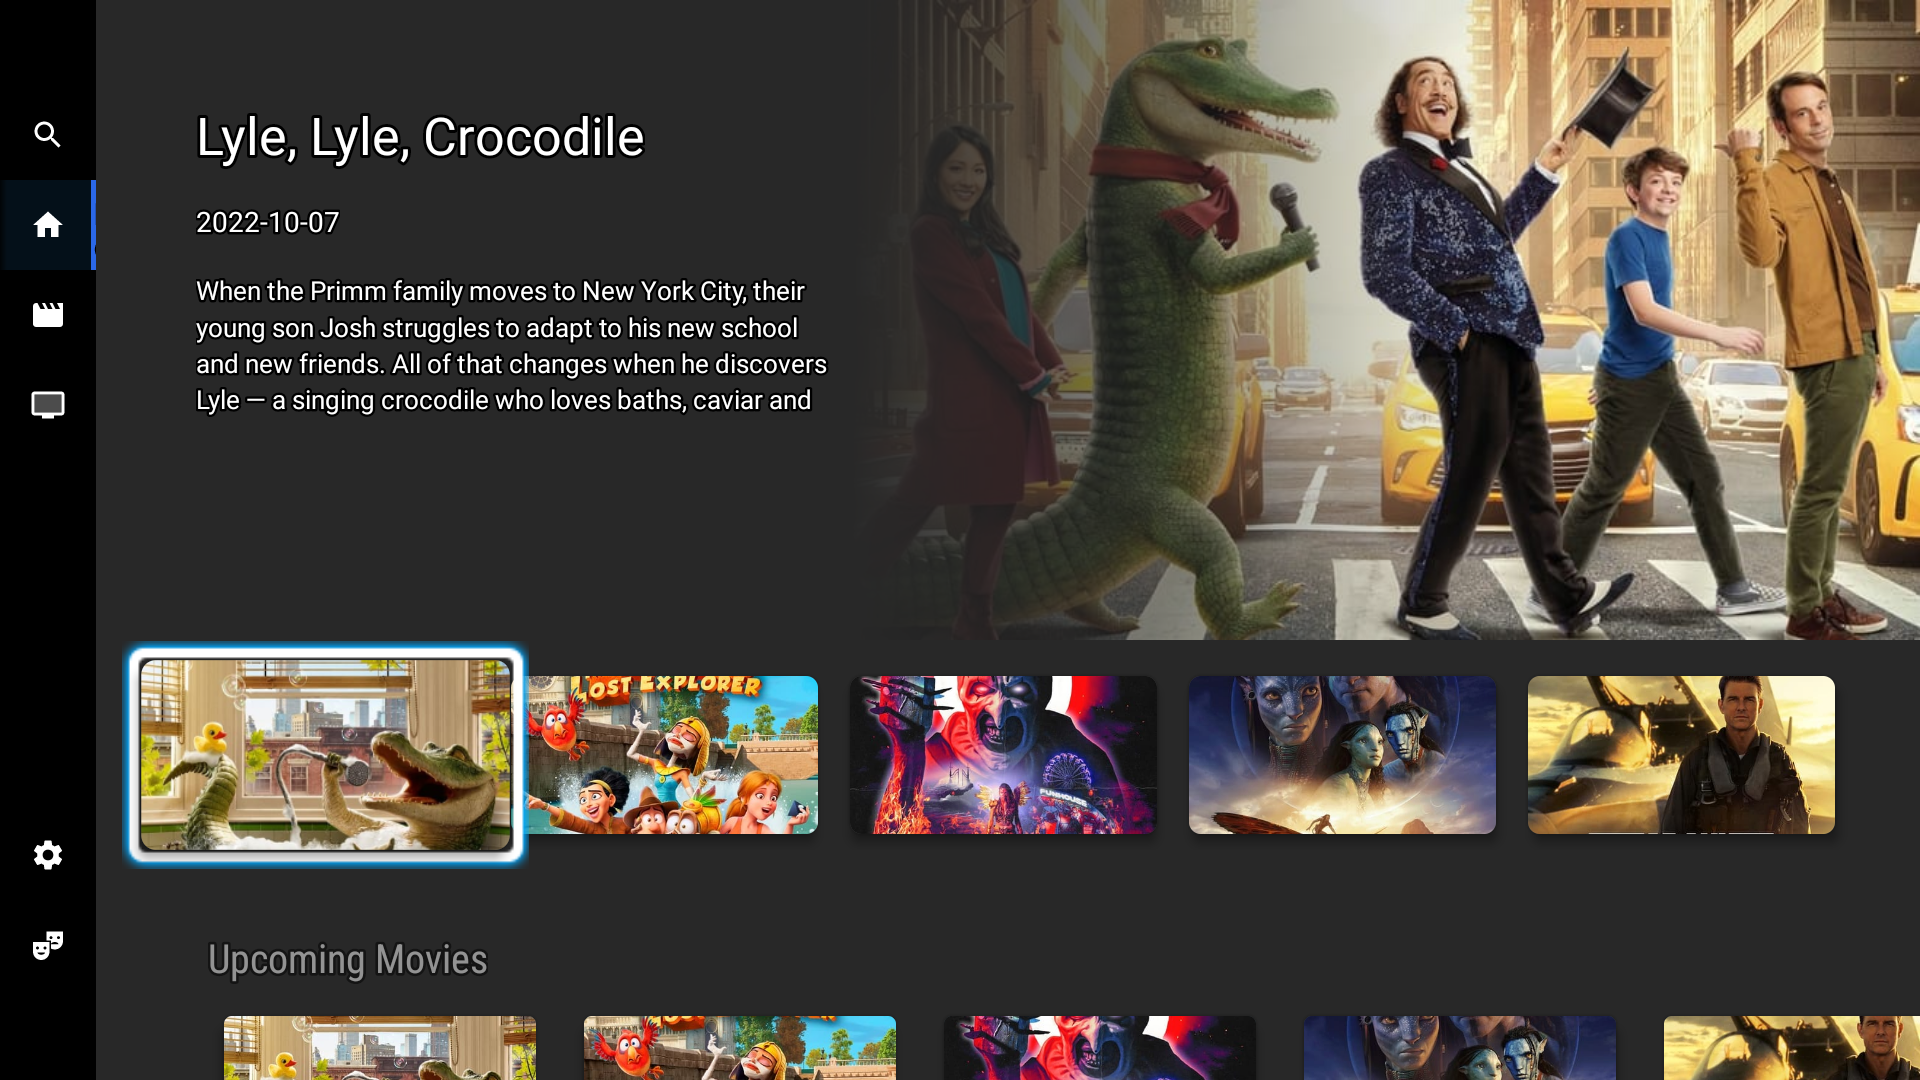 Lyle, Lyle, Crocodile
2022-10-07
When the Primm family moves to New York City, their
young son Josh struggles to adapt to his new school
and new friends. All of that changes when he discovers
Lyle — a singing crocodile who loves baths, caviar and
LOST EXPLORER
FUNHOUSE
Upcoming Movies